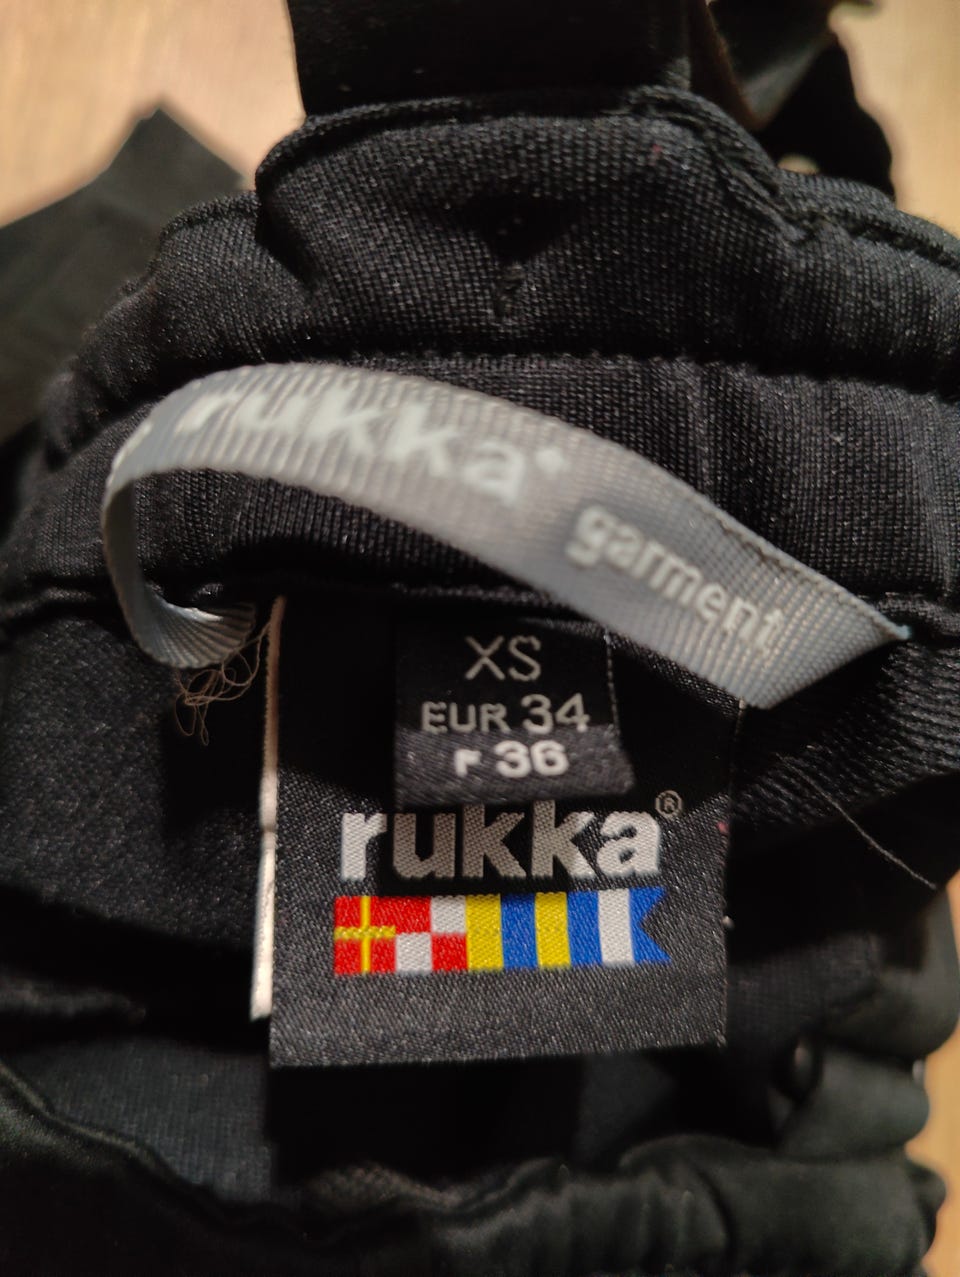 rukka
garment
XS
EUR 34
F 36
rukka®